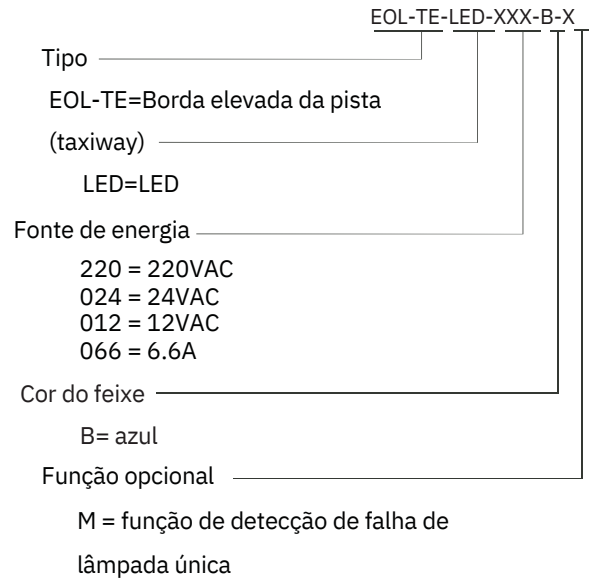 EOL-TE-LED-XXX-B-X
Tipo
EOL-TE=Borda elevada da pista
(taxiway)
LED=LED
Fonte de energia
220 = 220VAC
024 = 24VAC
012 = 12VAC
066 = 6.6A
Cor do feixe
B= azul
Função opcional
M = função de detecção de falha de
lâmpada única